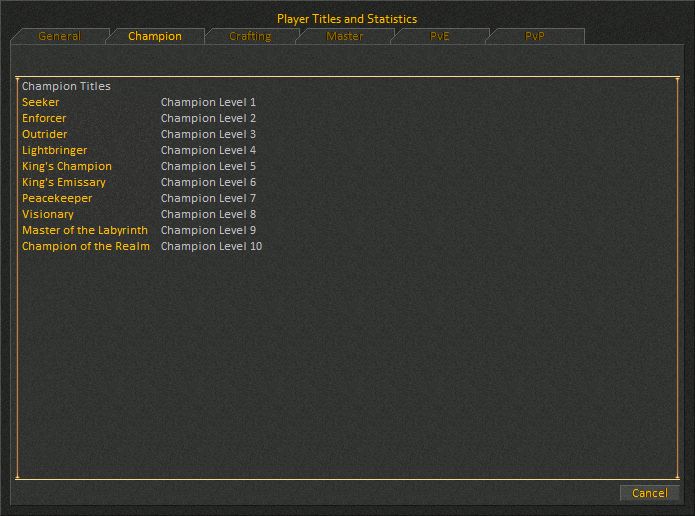 Player Titles and Statistics
General Champion Crafting Master PvE PvP
Champion Titles
Seeker Champion Level 1
Enforcer Champion Level 2
Outrider Champion Level 3
Lightbringer Champion Level 4
King's Champion Champion Level 5
King's Emissary Champion Level 6
Peacekeeper Champion Level 7
Visionary Champion Level 8
Master of the Labyrinth Champion Level 9
Champion of the Realm Champion Level 10
Cancel